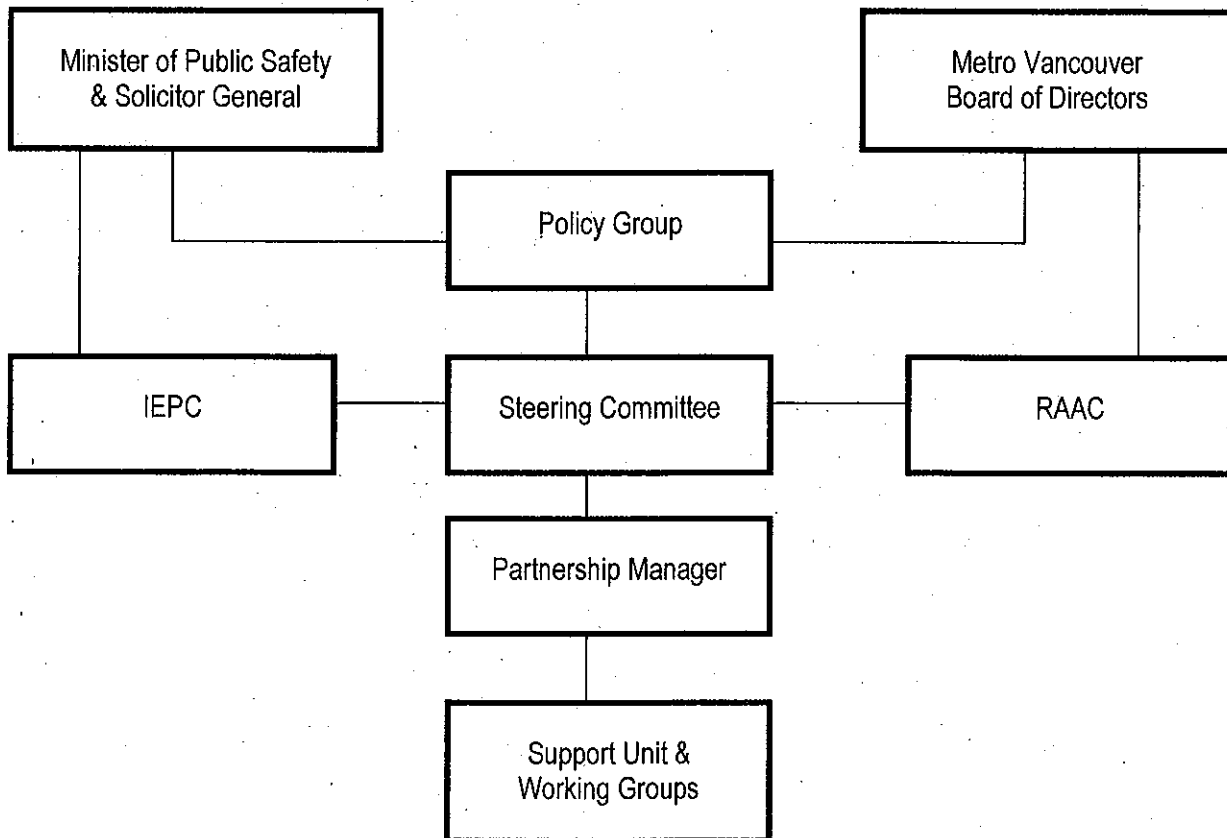 Minister of Public Safety
& Solicitor General
Metro Vancouver
Board of Directors
Policy Group
IEPC
Steering Committee
RAAC
Partnership Manager
Support Unit &
Working Groups